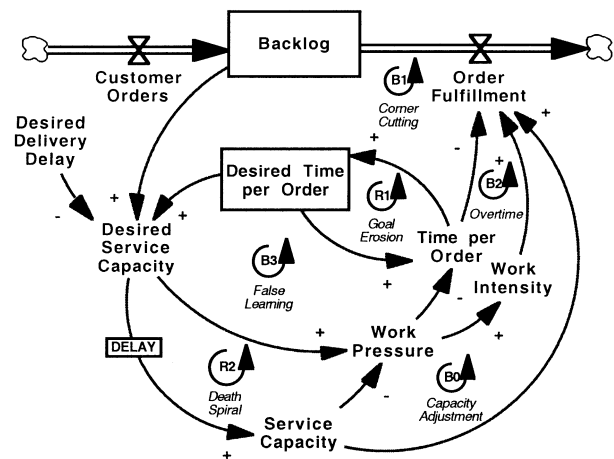 Backlog
Customer
Orders
B1
Corner
Cutting
Order
Fulfillment
Desired
Delivery
Delay
+
+
-
+
Desired Time
per Order
R1
Goal
Erosion
-
+
B2
Overtime
-
+
+
Desired
Service
Capacity
B3
False
Learning
+
Time per
Order
Work
Intensity
-
DELAY
+
Work
Pressure
+
R2
Death
Spiral
-
B0
Capacity
Adjustment
Service
Capacity
+